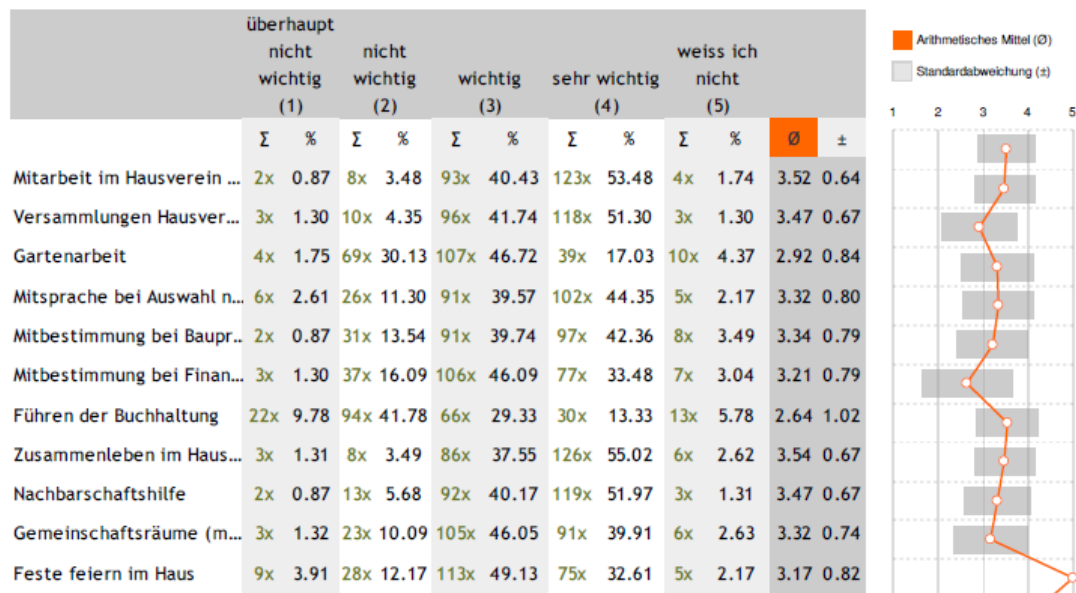 überhaupt nicht wichtig (1) nicht wichtig (2) wichtig (3) sehr wichtig (4) weiss ich nicht (5)
Σ % Σ % Σ % Σ % Σ % Ø ±
Mitarbeit im Hausverein ... 2x 0.87 8x 3.48 93x 40.43 123x 53.48 4x 1.74 3.52 0.64
Versammlungen Hausver... 3x 1.30 10x 4.35 96x 41.74 118x 51.30 3x 1.30 3.47 0.67
Gartenarbeit 4x 1.75 69x 30.13 107x 46.72 39x 17.03 10x 4.37 2.92 0.84
Mitsprache bei Auswahl n... 6x 2.61 26x 11.30 91x 39.57 102x 44.35 5x 2.17 3.32 0.80
Mitbestimmung bei Baupr... 2x 0.87 31x 13.54 91x 39.74 97x 42.36 8x 3.49 3.34 0.79
Mitbestimmung bei Finan... 3x 1.30 37x 16.09 106x 46.09 77x 33.48 7x 3.04 3.21 0.79
Führen der Buchhaltung 22x 9.78 94x 41.78 66x 29.33 30x 13.33 13x 5.78 2.64 1.02
Zusammenleben im Haus... 3x 1.31 8x 3.49 86x 37.55 126x 55.02 6x 2.62 3.54 0.67
Nachbarschaftshilfe 2x 0.87 13x 5.68 92x 40.17 119x 51.97 3x 1.31 3.47 0.67
Gemeinschaftsräume (m... 3x 1.32 23x 10.09 105x 46.05 91x 39.91 6x 2.63 3.32 0.74
Feste feiern im Haus 9x 3.91 28x 12.17 113x 49.13 75x 32.61 5x 2.17 3.17 0.82
Arithmetisches Mittel (Ø)
Standardabweichung (±)
1 2 3 4 5